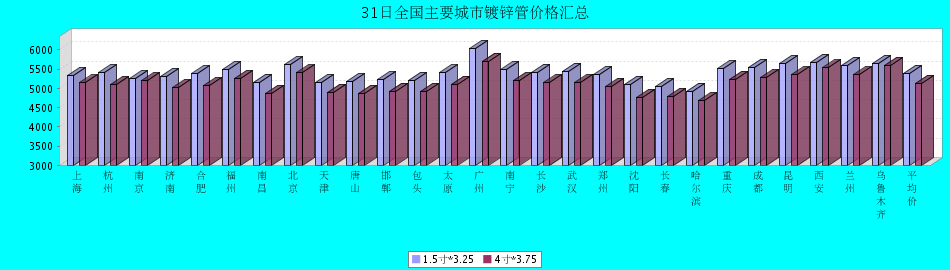 31日全国主要城市镀锌管价格汇总
6000
5500
5000
4500
4000
3500
3000
上海 杭州 南京 济南 合肥 福州 南昌 北京 天津 唐山 邯郸 包头 太原 广州 南宁 长沙 武汉 郑州 沈阳 长春 哈尔滨 重庆 成都 昆明 西安 兰州 乌鲁木齐 平均价
1.5寸*3.25 4寸*3.75